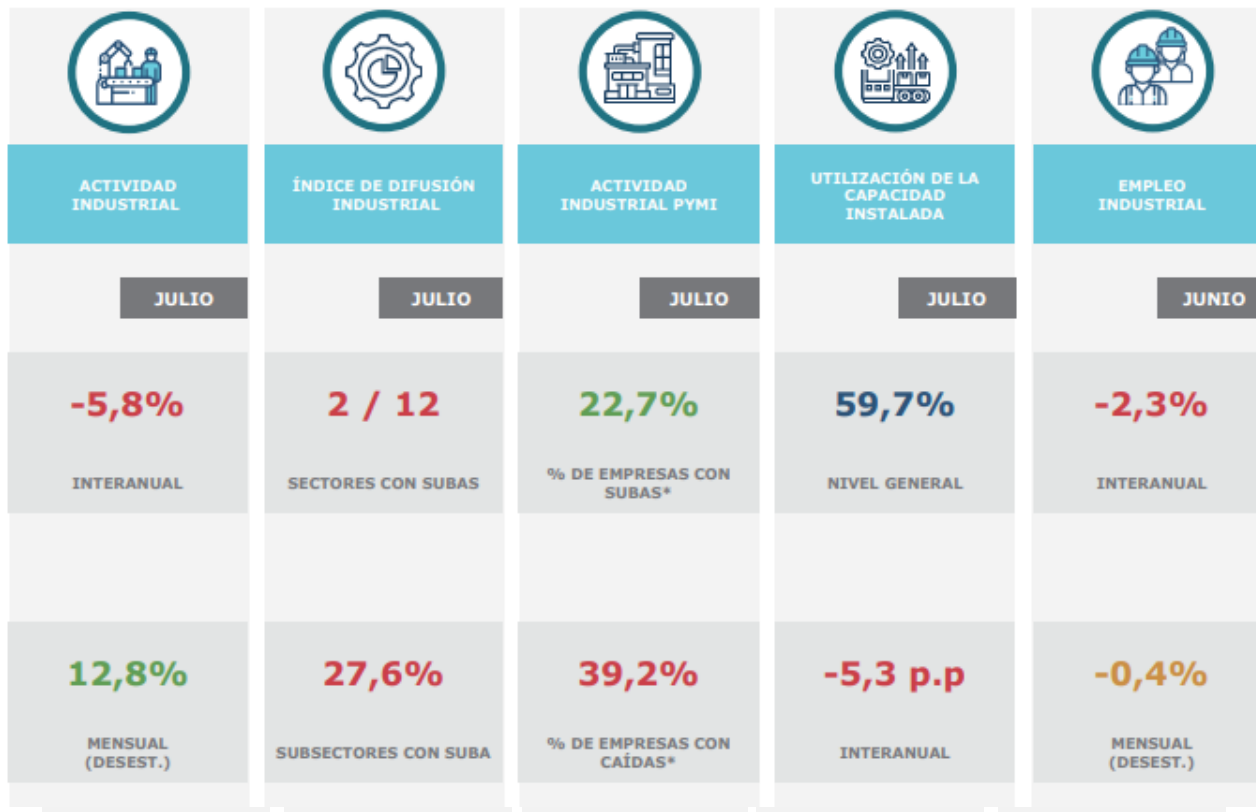 ACTIVIDAD
INDUSTRIAL
JULIO
-5,8%
INTERANUAL
12,8%
MENSUAL
(DESEST.)
ÍNDICE DE DIFUSIÓN
INDUSTRIAL
JULIO
2 / 12
SECTORES CON SUBAS
27,6%
SUBSECTORES CON SUBA
ACTIVIDAD
INDUSTRIAL PYMI
JULIO
22,7%
% DE EMPRESAS CON
SUBAS*
39,2%
% DE EMPRESAS CON
CAÍDAS*
UTILIZACIÓN DE LA
CAPACIDAD
INSTALADA
JULIO
59,7%
NIVEL GENERAL
-5,3 p.p
INTERANUAL
EMPLEO
INDUSTRIAL
JUNIO
-2,3%
INTERANUAL
-0,4%
MENSUAL
(DESEST.)